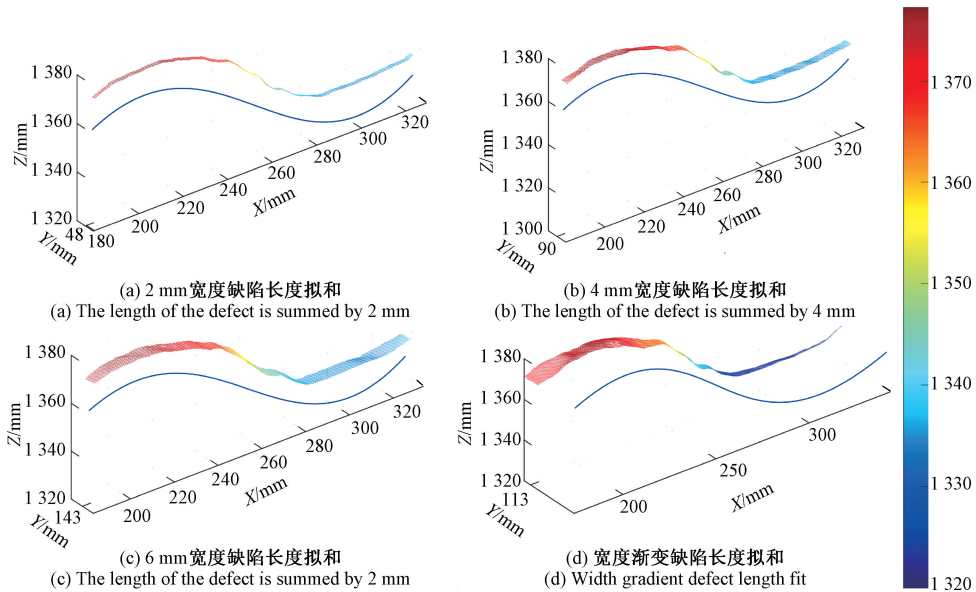 1 380
1 360
1 340
1 320
Z/mm
48
Y/mm
180
200
220
240
260
280
300
320
X/mm
(a) 2 mm宽度缺陷长度拟和
(a) The length of the defect is summed by 2 mm
1 380
1 360
1 340
1 320
1 300
Z/mm
90
Y/mm
200
220
240
260
280
300
320
X/mm
(b) 4 mm宽度缺陷长度拟和
(b) The length of the defect is summed by 4 mm
1 380
1 360
1 340
1 320
Z/mm
143
Y/mm
200
220
240
260
280
300
320
X/mm
(c) 6 mm宽度缺陷长度拟和
(c) The length of the defect is summed by 2 mm
1 380
1 360
1 340
1 320
Z/mm
113
Y/mm
200
250
300
X/mm
(d) 宽度渐变缺陷长度拟和
(d) Width gradient defect length fit
1 370
1 360
1 350
1 340
1 330
1 320